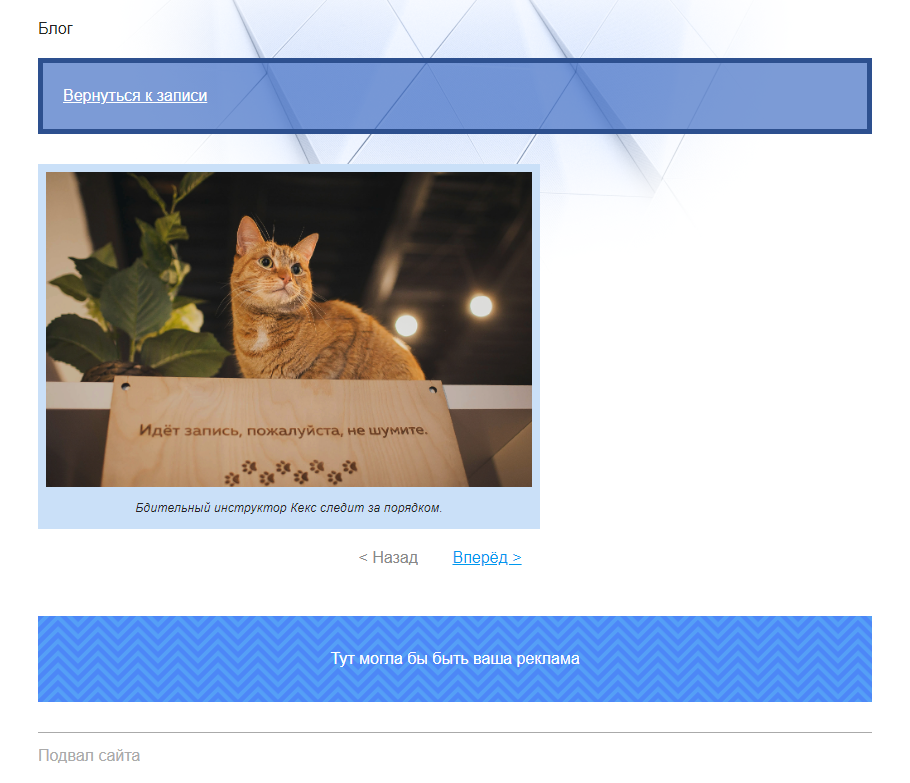 Блог
Вернуться к записи
Идёт запись, пожалуйста, не шумите.
Бдительный инструктор Кекс следит за порядком.
< Назад Вперёд >
Тут могла бы быть ваша реклама
Подвал сайта